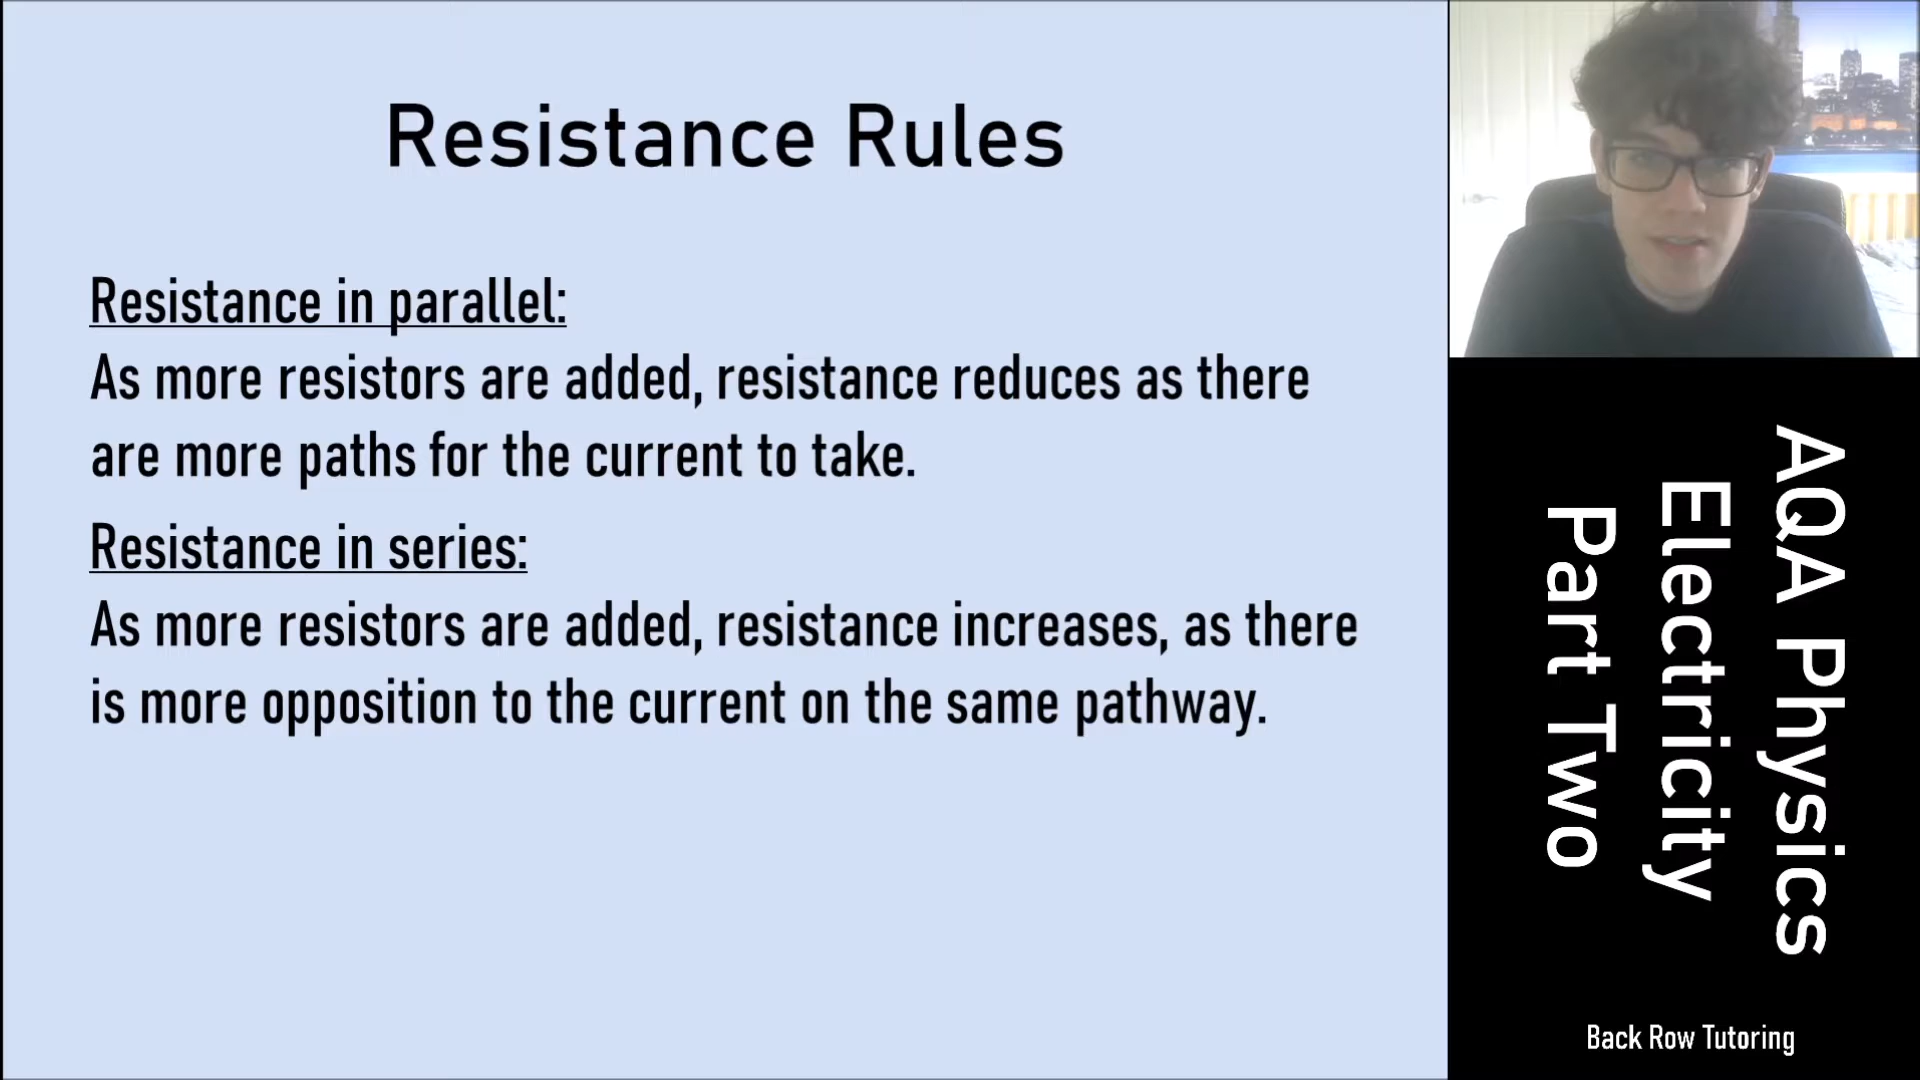 Resistance Rules
Resistance in parallel:
As more resistors are added, resistance reduces as there
are more paths for the current to take.
Resistance in series:
As more resistors are added, resistance increases, as there
is more opposition to the current on the same pathway.
AQA Physics
Electricity
Part Two
Back Row Tutoring